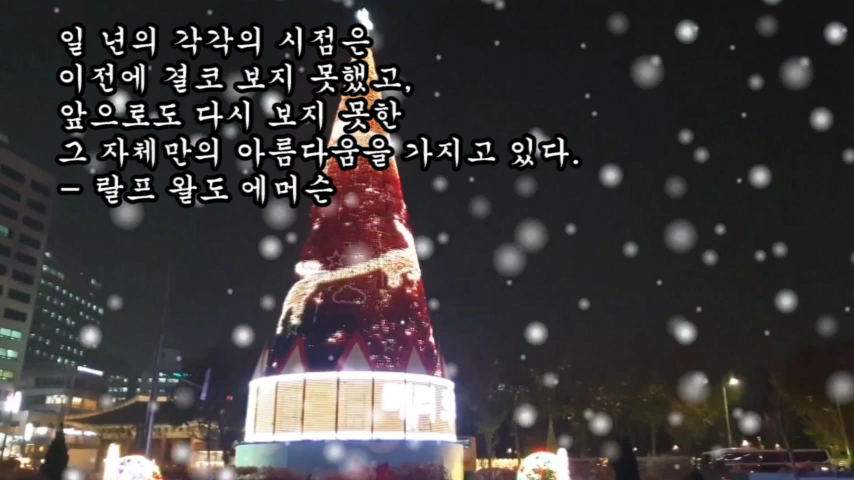 일 년의 각각의 시점은
이전에 결코 보지 못했고,
앞으로도 다시 보지 못한
그 자체만의 아름다움을 가지고 있다.
- 랄프 왈도 에머슨